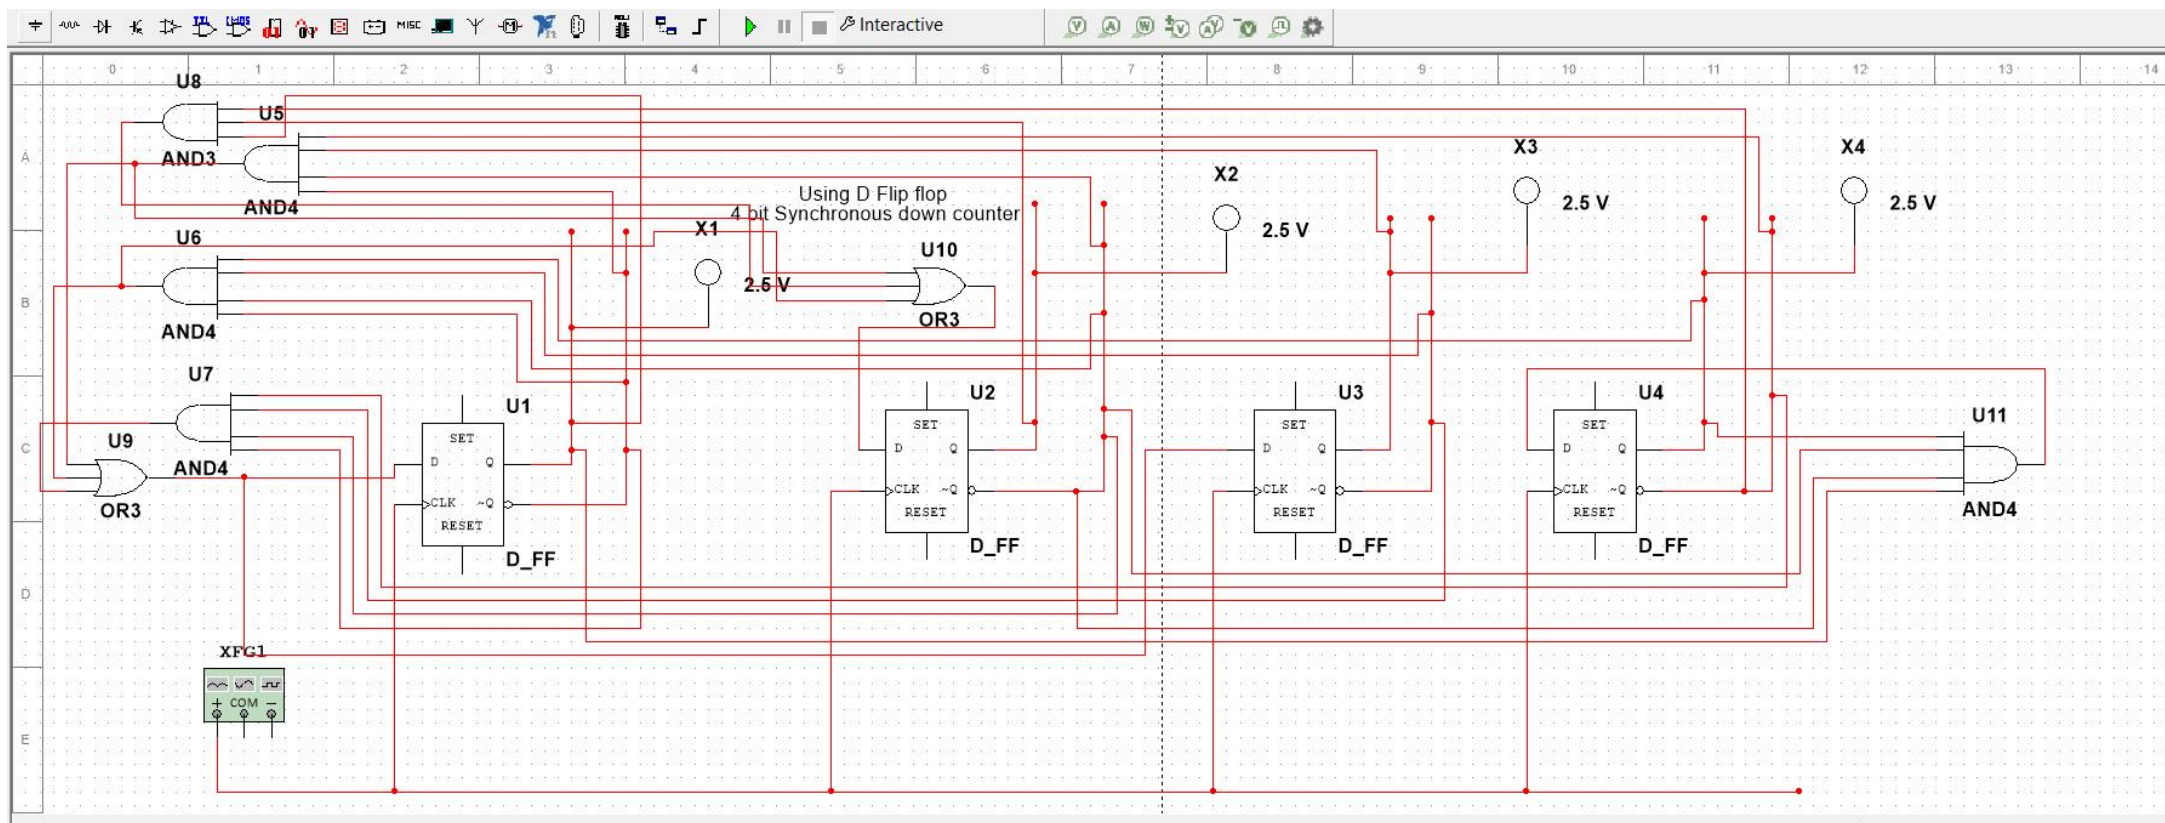 MISC Interactive V A W V A V V
0 1 2 3 4 5 6 7 8 9 10 11 12 13 14
U8
U5
A
AND3
AND4
Using D Flip flop
4 bit Synchronous down counter
X1
2.5 V
X2
2.5 V
X3
2.5 V
X4
2.5 V
U6
AND4
B
U10
OR3
U7
AND4
C
U9
OR3
U1
SET
D Q
CLK ~Q
RESET
D_FF
U2
SET
D Q
CLK ~Q
RESET
D_FF
U3
SET
D Q
CLK ~Q
RESET
D_FF
U4
SET
D Q
CLK ~Q
RESET
D_FF
U11
AND4
D
XFG1
+ COM −
E